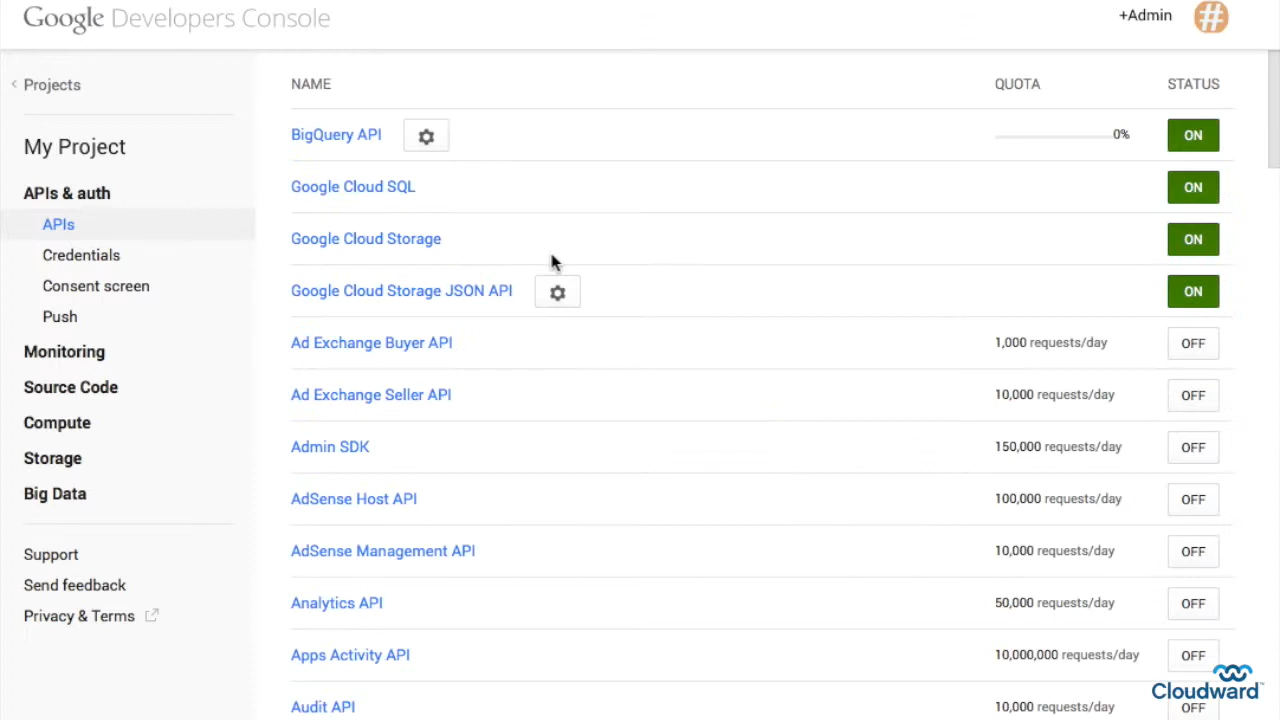 Google Developers Console
+Admin
#
Projects
My Project
APIs & auth
APIs
Credentials
Consent screen
Push
Monitoring
Source Code
Compute
Storage
Big Data
Support
Send feedback
Privacy & Terms
NAME QUOTA STATUS
BigQuery API 0% ON
Google Cloud SQL ON
Google Cloud Storage ON
Google Cloud Storage JSON API ON
Ad Exchange Buyer API 1,000 requests/day OFF
Ad Exchange Seller API 10,000 requests/day OFF
Admin SDK 150,000 requests/day OFF
AdSense Host API 100,000 requests/day OFF
AdSense Management API 10,000 requests/day OFF
Analytics API 50,000 requests/day OFF
Apps Activity API 10,000,000 requests/day OFF
Audit API 10,000 requests/day OFF
Cloudward™